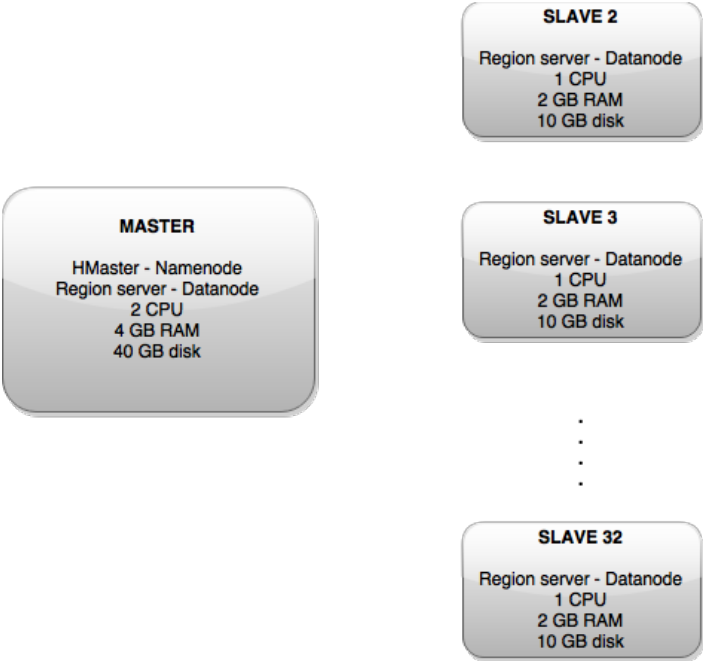 MASTER
HMaster - Namenode
Region server - Datanode
2 CPU
4 GB RAM
40 GB disk
SLAVE 2
Region server - Datanode
1 CPU
2 GB RAM
10 GB disk
SLAVE 3
Region server - Datanode
1 CPU
2 GB RAM
10 GB disk
.
.
.
.
SLAVE 32
Region server - Datanode
1 CPU
2 GB RAM
10 GB disk